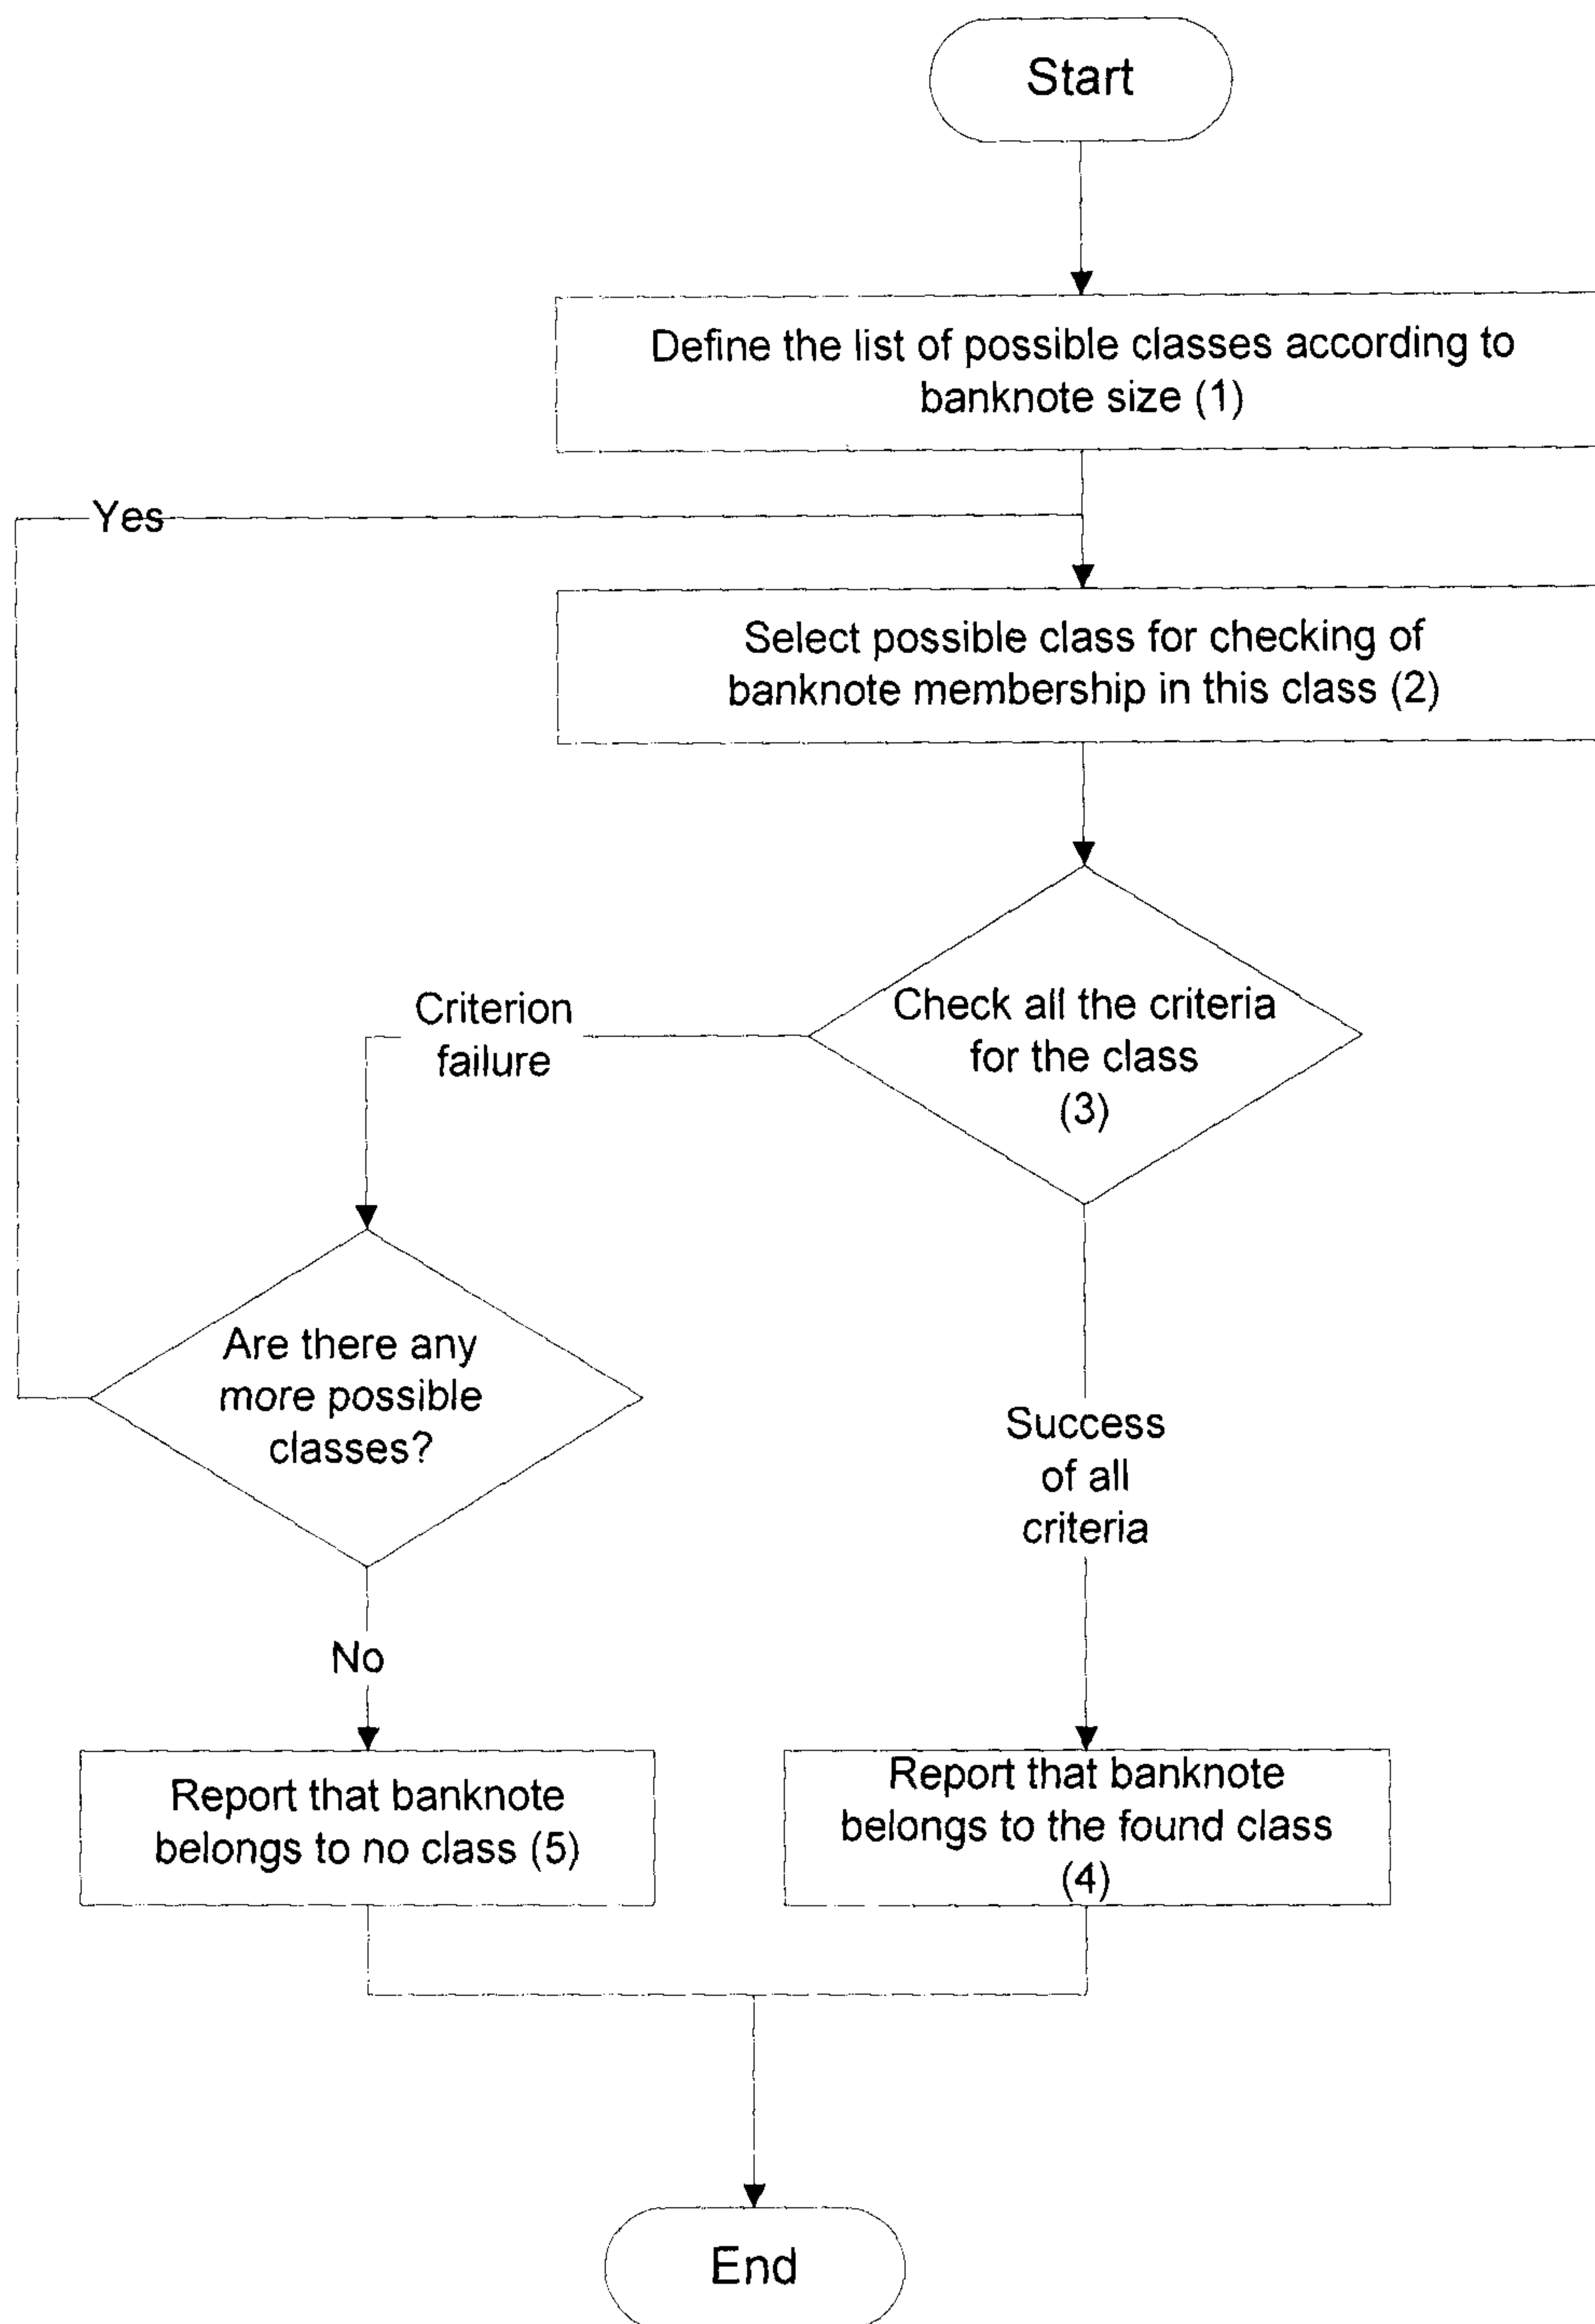 Start
Define the list of possible classes according to
banknote size (1)
Yes
Select possible class for checking of
banknote membership in this class (2)
Check all the criteria
for the class
(3)
Criterion
failure
Are there any
more possible
classes?
Success
of all
criteria
No
Report that banknote
belongs to no class (5)
Report that banknote
belongs to the found class
(4)
End